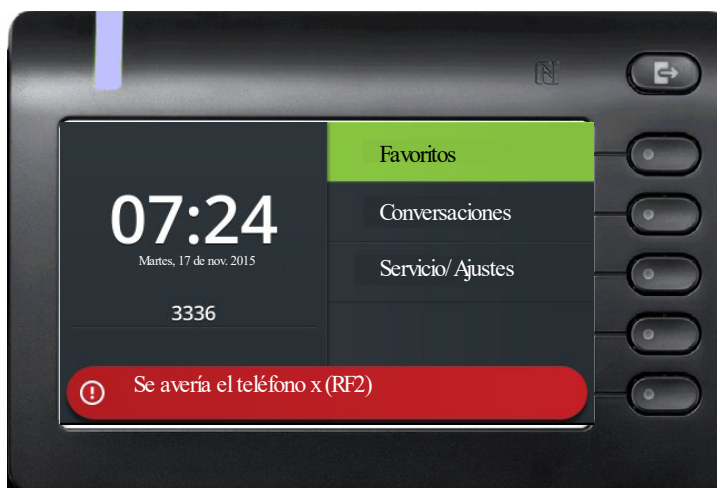 Favoritos
07:24
Conversaciones
Martes, 17 de nov. 2015
Servicio/Ajustes
3336
Se avería el teléfono x (RF2)